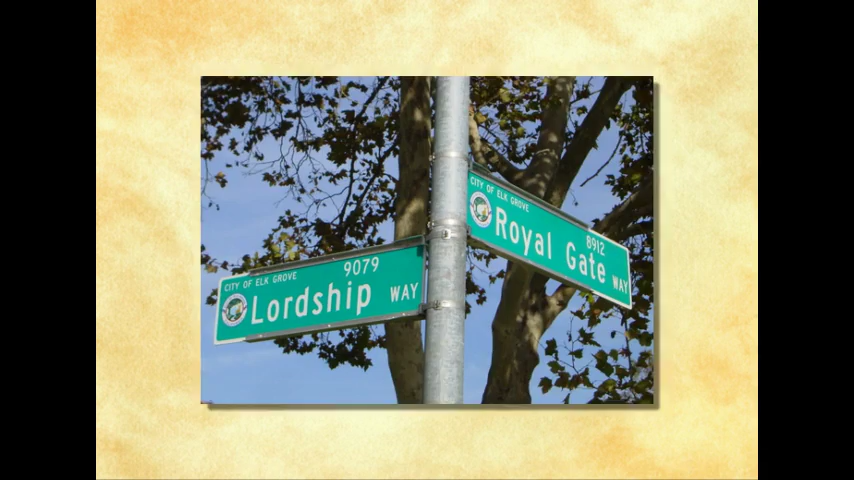 CITY OF ELK GROVE
9079
Lordship WAY
CITY OF ELK GROVE
8912
Royal Gate WAY